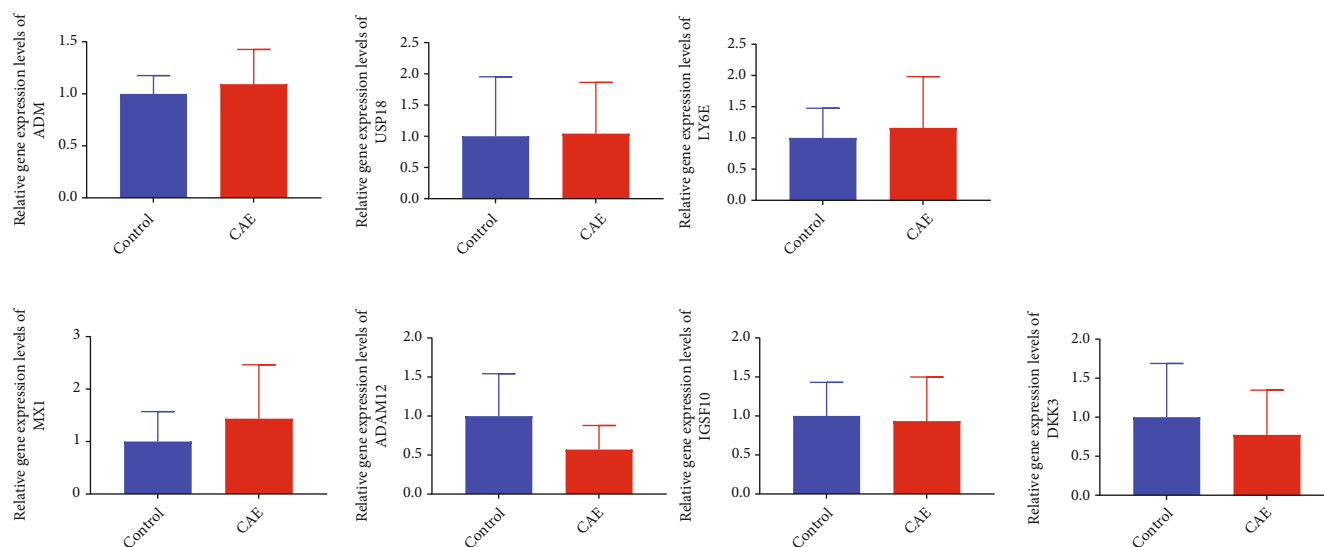 Relative gene expression levels of
ADM
1.5
1.0
0.5
0.0
Control
CAE
Relative gene expression levels of
USP18
2.5
2.0
1.5
1.0
0.5
0.0
Control
CAE
Relative gene expression levels of
LY6E
2.5
2.0
1.5
1.0
0.5
0.0
Control
CAE
Relative gene expression levels of
MX1
3
2
1
0
Control
CAE
Relative gene expression levels of
ADAM12
2.0
1.5
1.0
0.5
0.0
Control
CAE
Relative gene expression levels of
IGSF10
2.0
1.5
1.0
0.5
0.0
Control
CAE
Relative gene expression levels of
DKK3
2.0
1.5
1.0
0.5
0.0
Control
CAE